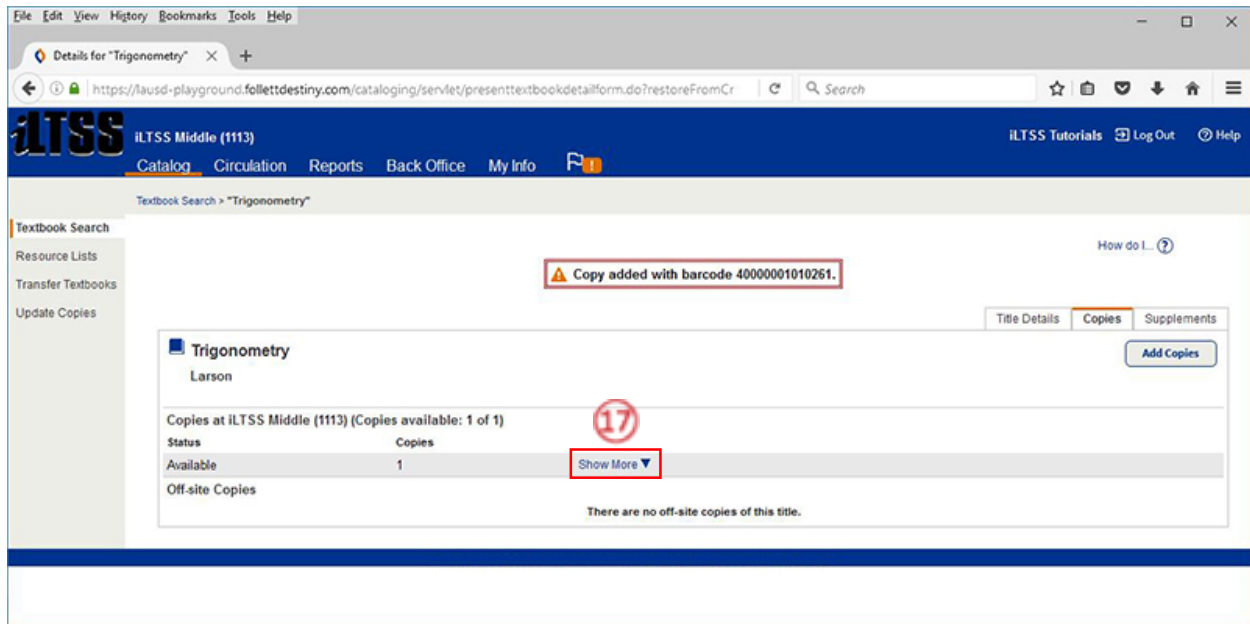 File Edit View History Bookmarks Tools Help
Details for "Trigonometry"
https://lausd-playground.follettdestiny.com/cataloging/servlet/presenttextbookdetailform.do?restoreFromCr
Search
iLTSS
iLTSS Middle (1113)
iLTSS Tutorials Log Out ? Help
Catalog Circulation Reports Back Office My Info !
Textbook Search > "Trigonometry"
Textbook Search
Resource Lists
Transfer Textbooks
Update Copies
How do I... ?
Copy added with barcode 40000001010261.
Title Details Copies Supplements
Trigonometry
Add Copies
Larson
Copies at iLTSS Middle (1113) (Copies available: 1 of 1)
17
Status Copies
Available 1 Show More ▼
Off-site Copies
There are no off-site copies of this title.